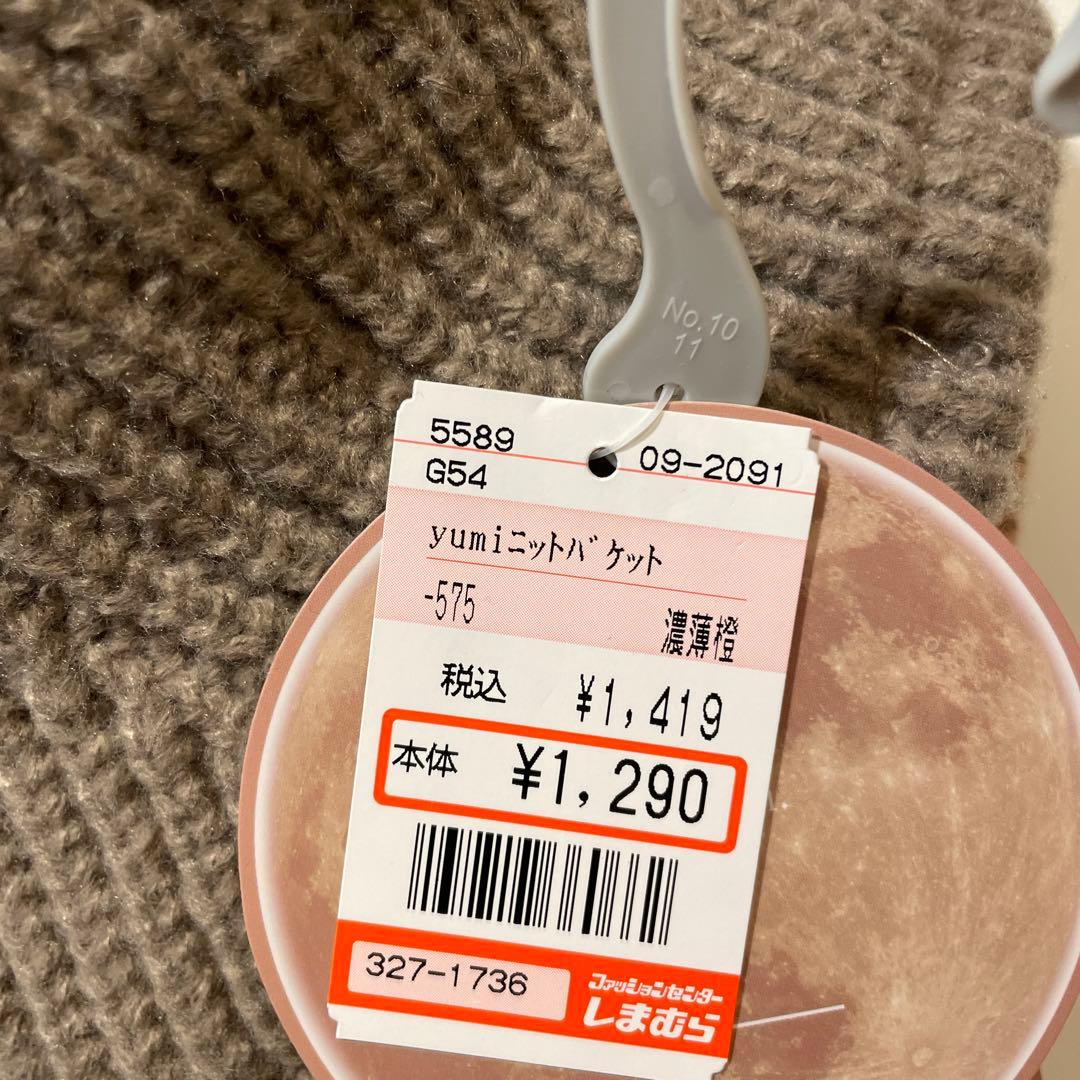 No.10
11
5589
09-2091
G54
yumiニットバケット
-575 濃薄橙
税込 ¥1,419
本体 ¥1,290
327-1736
ファッションセンター
しまむら